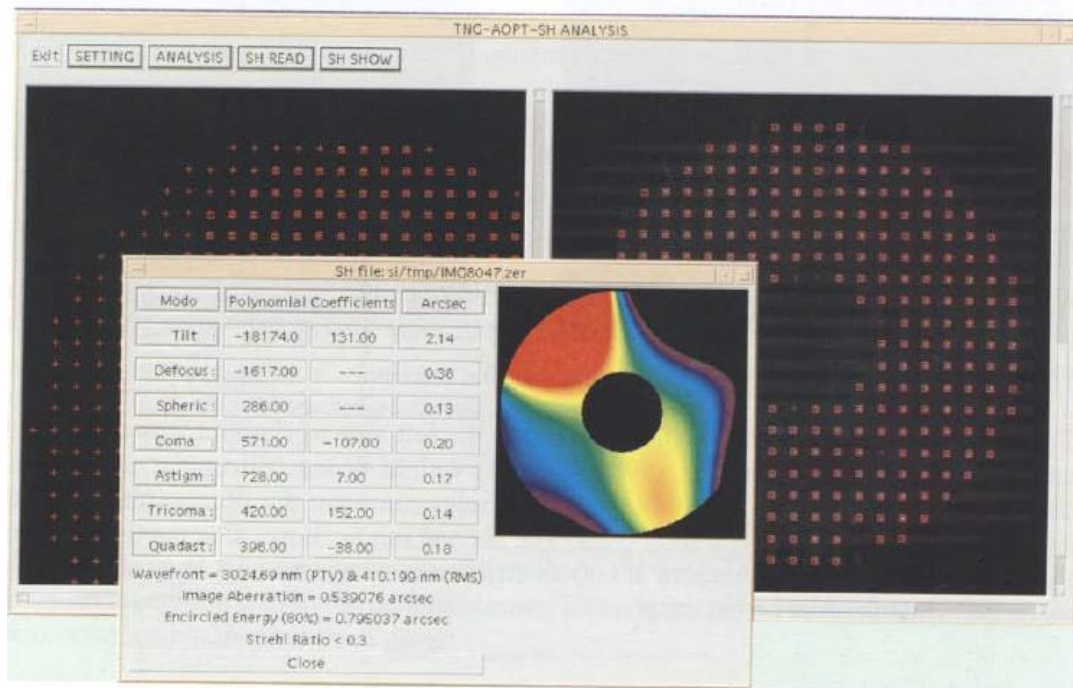 TNG-AOPT-SH ANALYSIS
Exit SETTING ANALYSIS SH READ SH SHOW
SH file: si/tmp/IMG8047.zer
Modo Polynomial Coefficients Arcsec
Tilt : -18174.0 131.00 2.14
Defocus: -1617.00 --- 0.36
Spheric: 286.00 --- 0.13
Coma : 571.00 -107.00 0.20
Astigm : 728.00 7.00 0.17
Tricoma: 420.00 152.00 0.14
Quadast: 396.00 -38.00 0.18
Wavefront = 3024.69 nm (PTV) & 410.199 nm (RMS)
Image Aberration = 0.539076 arcsec
Encircled Energy (80%) = 0.795037 arcsec
Strehl Ratio < 0.3
Close